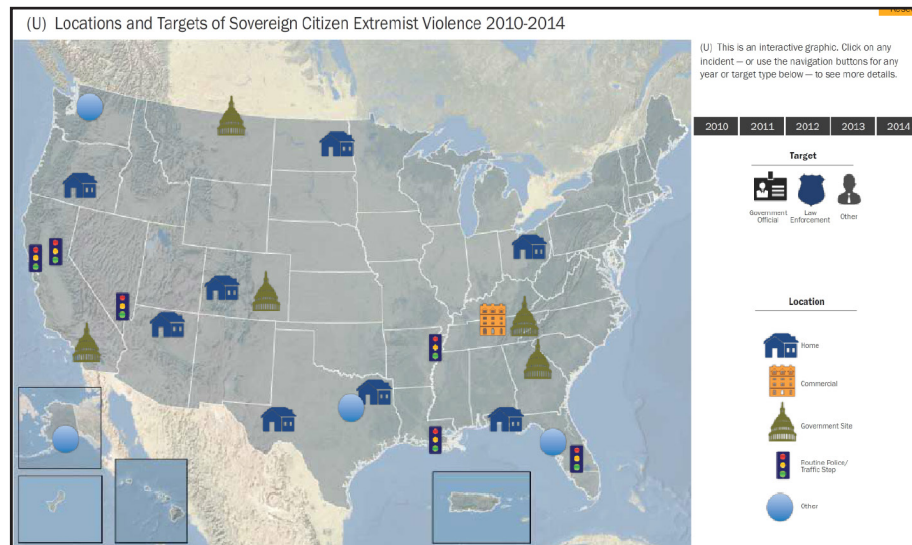 (U) Locations and Targets of Sovereign Citizen Extremist Violence 2010-2014
(U) This is an interactive graphic. Click on any
incident — or use the navigation buttons for any
year or target type below — to see more details.
2010 2011 2012 2013 2014
Target
Government
Official
Law
Enforcement
Other
Location
Home
Commercial
Government Site
Routine Police/
Traffic Stop
Other